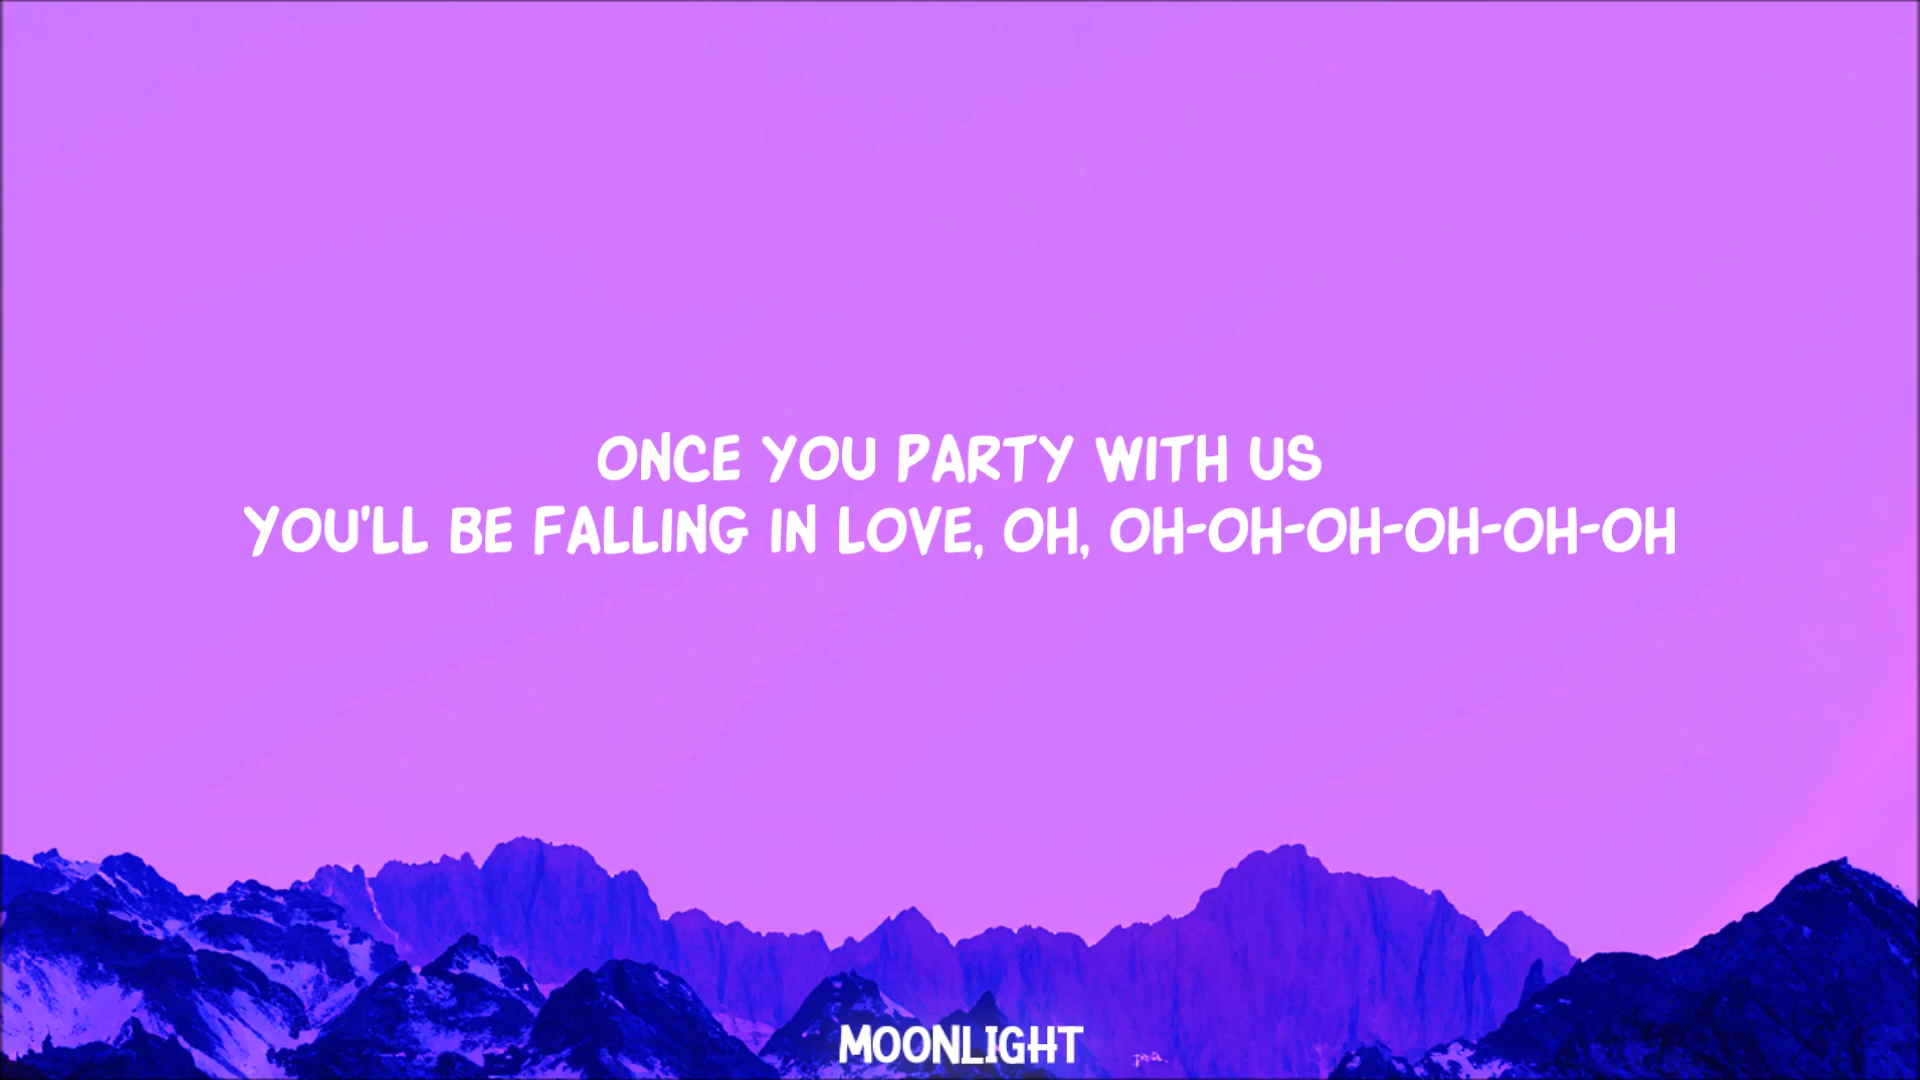 ONCE YOU PARTY WITH US
YOU'LL BE FALLING IN LOVE, OH, OH-OH-OH-OH-OH-OH
MOONLIGHT